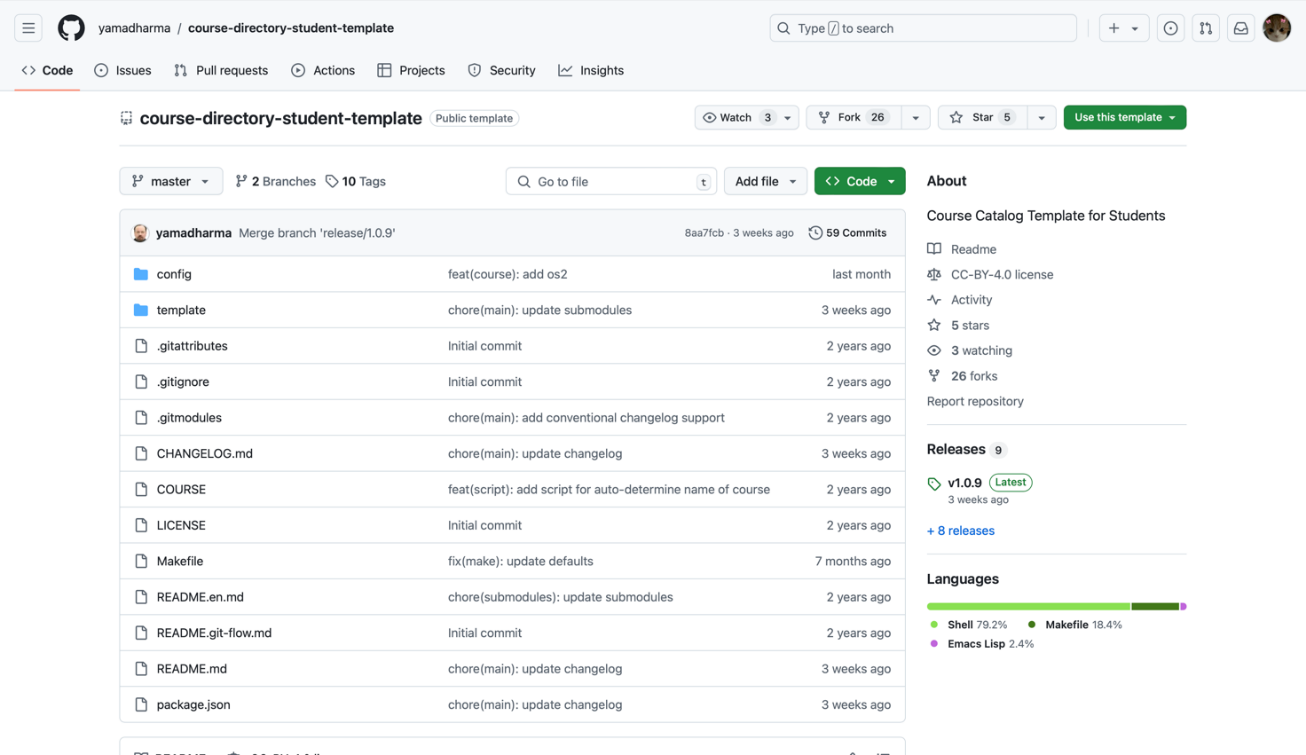 yamadharma / course-directory-student-template
Type / to search
Code Issues Pull requests Actions Projects Security Insights
course-directory-student-template Public template
Watch 3 Fork 26 Star 5 Use this template
master 2 Branches 10 Tags Go to file t Add file Code
yamadharma Merge branch 'release/1.0.9' 8aa7fcb · 3 weeks ago 59 Commits
config feat(course): add os2 last month
template chore(main): update submodules 3 weeks ago
.gitattributes Initial commit 2 years ago
.gitignore Initial commit 2 years ago
.gitmodules chore(main): add conventional changelog support 2 years ago
CHANGELOG.md chore(main): update changelog 3 weeks ago
COURSE feat(script): add script for auto-determine name of course 2 years ago
LICENSE Initial commit 2 years ago
Makefile fix(make): update defaults 7 months ago
README.en.md chore(submodules): update submodules 2 years ago
README.git-flow.md Initial commit 2 years ago
README.md chore(main): update changelog 3 weeks ago
package.json chore(main): update changelog 3 weeks ago
About
Course Catalog Template for Students
Readme
CC-BY-4.0 license
Activity
5 stars
3 watching
26 forks
Report repository
Releases 9
v1.0.9 Latest
3 weeks ago
+ 8 releases
Languages
Shell 79.2% Makefile 18.4%
Emacs Lisp 2.4%